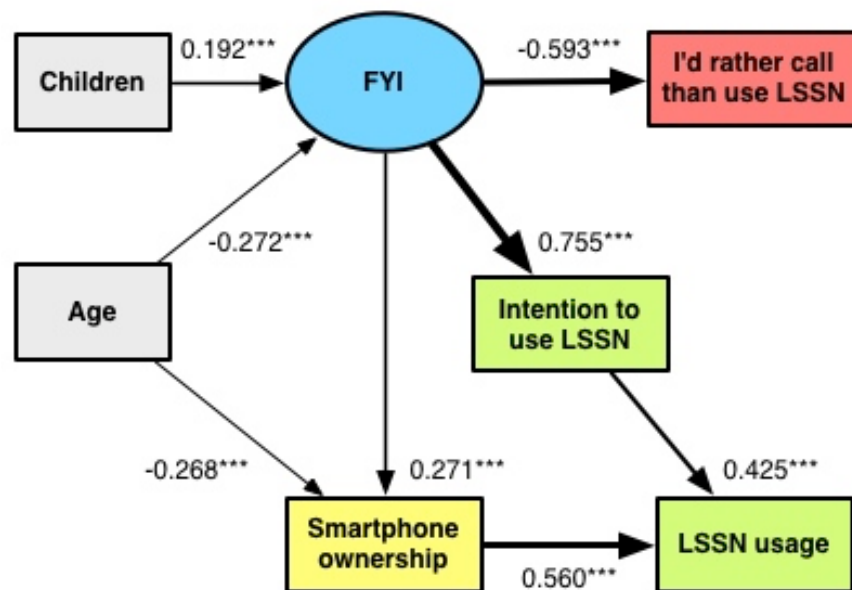 0.192***
-0.593***
Children
FYI
I'd rather call
than use LSSN
-0.272***
0.755***
Age
Intention to
use LSSN
-0.268***
0.271***
0.425***
Smartphone
ownership
LSSN usage
0.560***